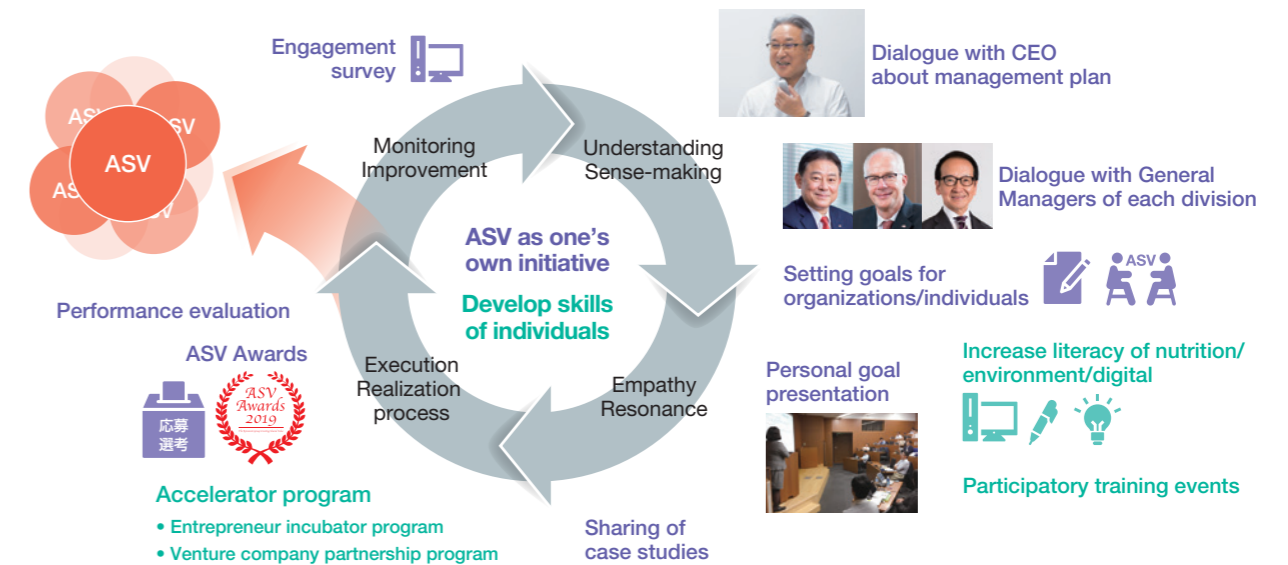 Engagement
survey
Dialogue with CEO
about management plan
ASV
ASV
ASV
ASV
ASV
Monitoring
Improvement
Understanding
Sense-making
Dialogue with General
Managers of each division
ASV as one's
own initiative
Develop skills
of individuals
Setting goals for
organizations/individuals
ASV
Performance evaluation
ASV Awards
応募
選考
ASV
Awards
2019
Execution
Realization
process
Empathy
Resonance
Personal goal
presentation
Increase literacy of nutrition/
environment/digital
Participatory training events
Accelerator program
• Entrepreneur incubator program
• Venture company partnership program
Sharing of
case studies